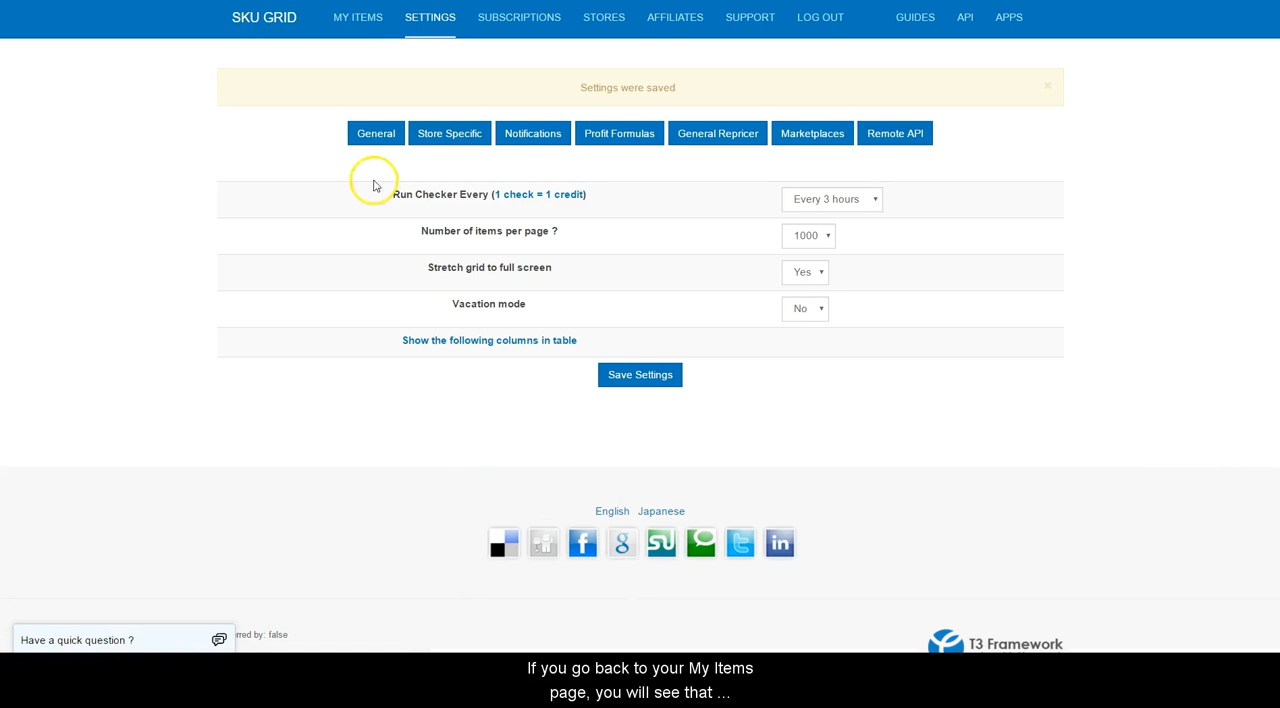 SKU GRID MY ITEMS SETTINGS SUBSCRIPTIONS STORES AFFILIATES SUPPORT LOG OUT GUIDES API APPS
Settings were saved ×
General Store Specific Notifications Profit Formulas General Repricer Marketplaces Remote API
Run Checker Every (1 check = 1 credit) Every 3 hours
Number of items per page ? 1000
Stretch grid to full screen Yes
Vacation mode No
Show the following columns in table
Save Settings
English Japanese
Have a quick question ? rred by: false
T3 Framework
If you go back to your My Items
page, you will see that ...